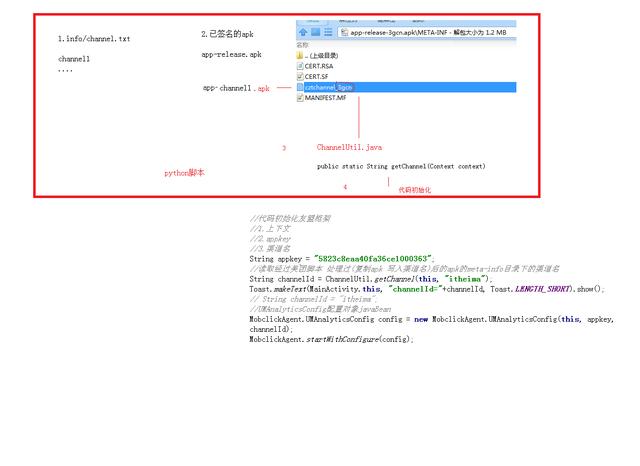 1.info/channel.txt
channel1
....
2.已签名的apk
app-release.apk
app-channel1.apk
app-release-3gcn.apk\META-INF - 解包大小为 1.2 MB
名称
..(上级目录)
CERT.RSA
CERT.SF
cztchannel_3gcn
MANIFEST.MF
3
ChannelUtil.java
public static String getChannel(Context context)
python脚本
4
代码初始化
//代码初始化友盟框架
//1.上下文
//2.appkey
//3.渠道名
String appkey = "5823c8eaa40fa36ce1000363";
//读取经过美团脚本 处理过(复制apk 写入渠道名)后的apk的meta-info目录下的渠道名
String channelId = ChannelUtil.getChannel(this, "itheima");
Toast.makeText(MainActivity.this, "channelId="+channelId, Toast.LENGTH_SHORT).show();
// String channelId = "itheima";
//UMAnalyticsConfig配置对象javaBean
MobclickAgent.UMAnalyticsConfig config = new MobclickAgent.UMAnalyticsConfig(this, appkey,
channelId);
MobclickAgent.startWithConfigure(config);